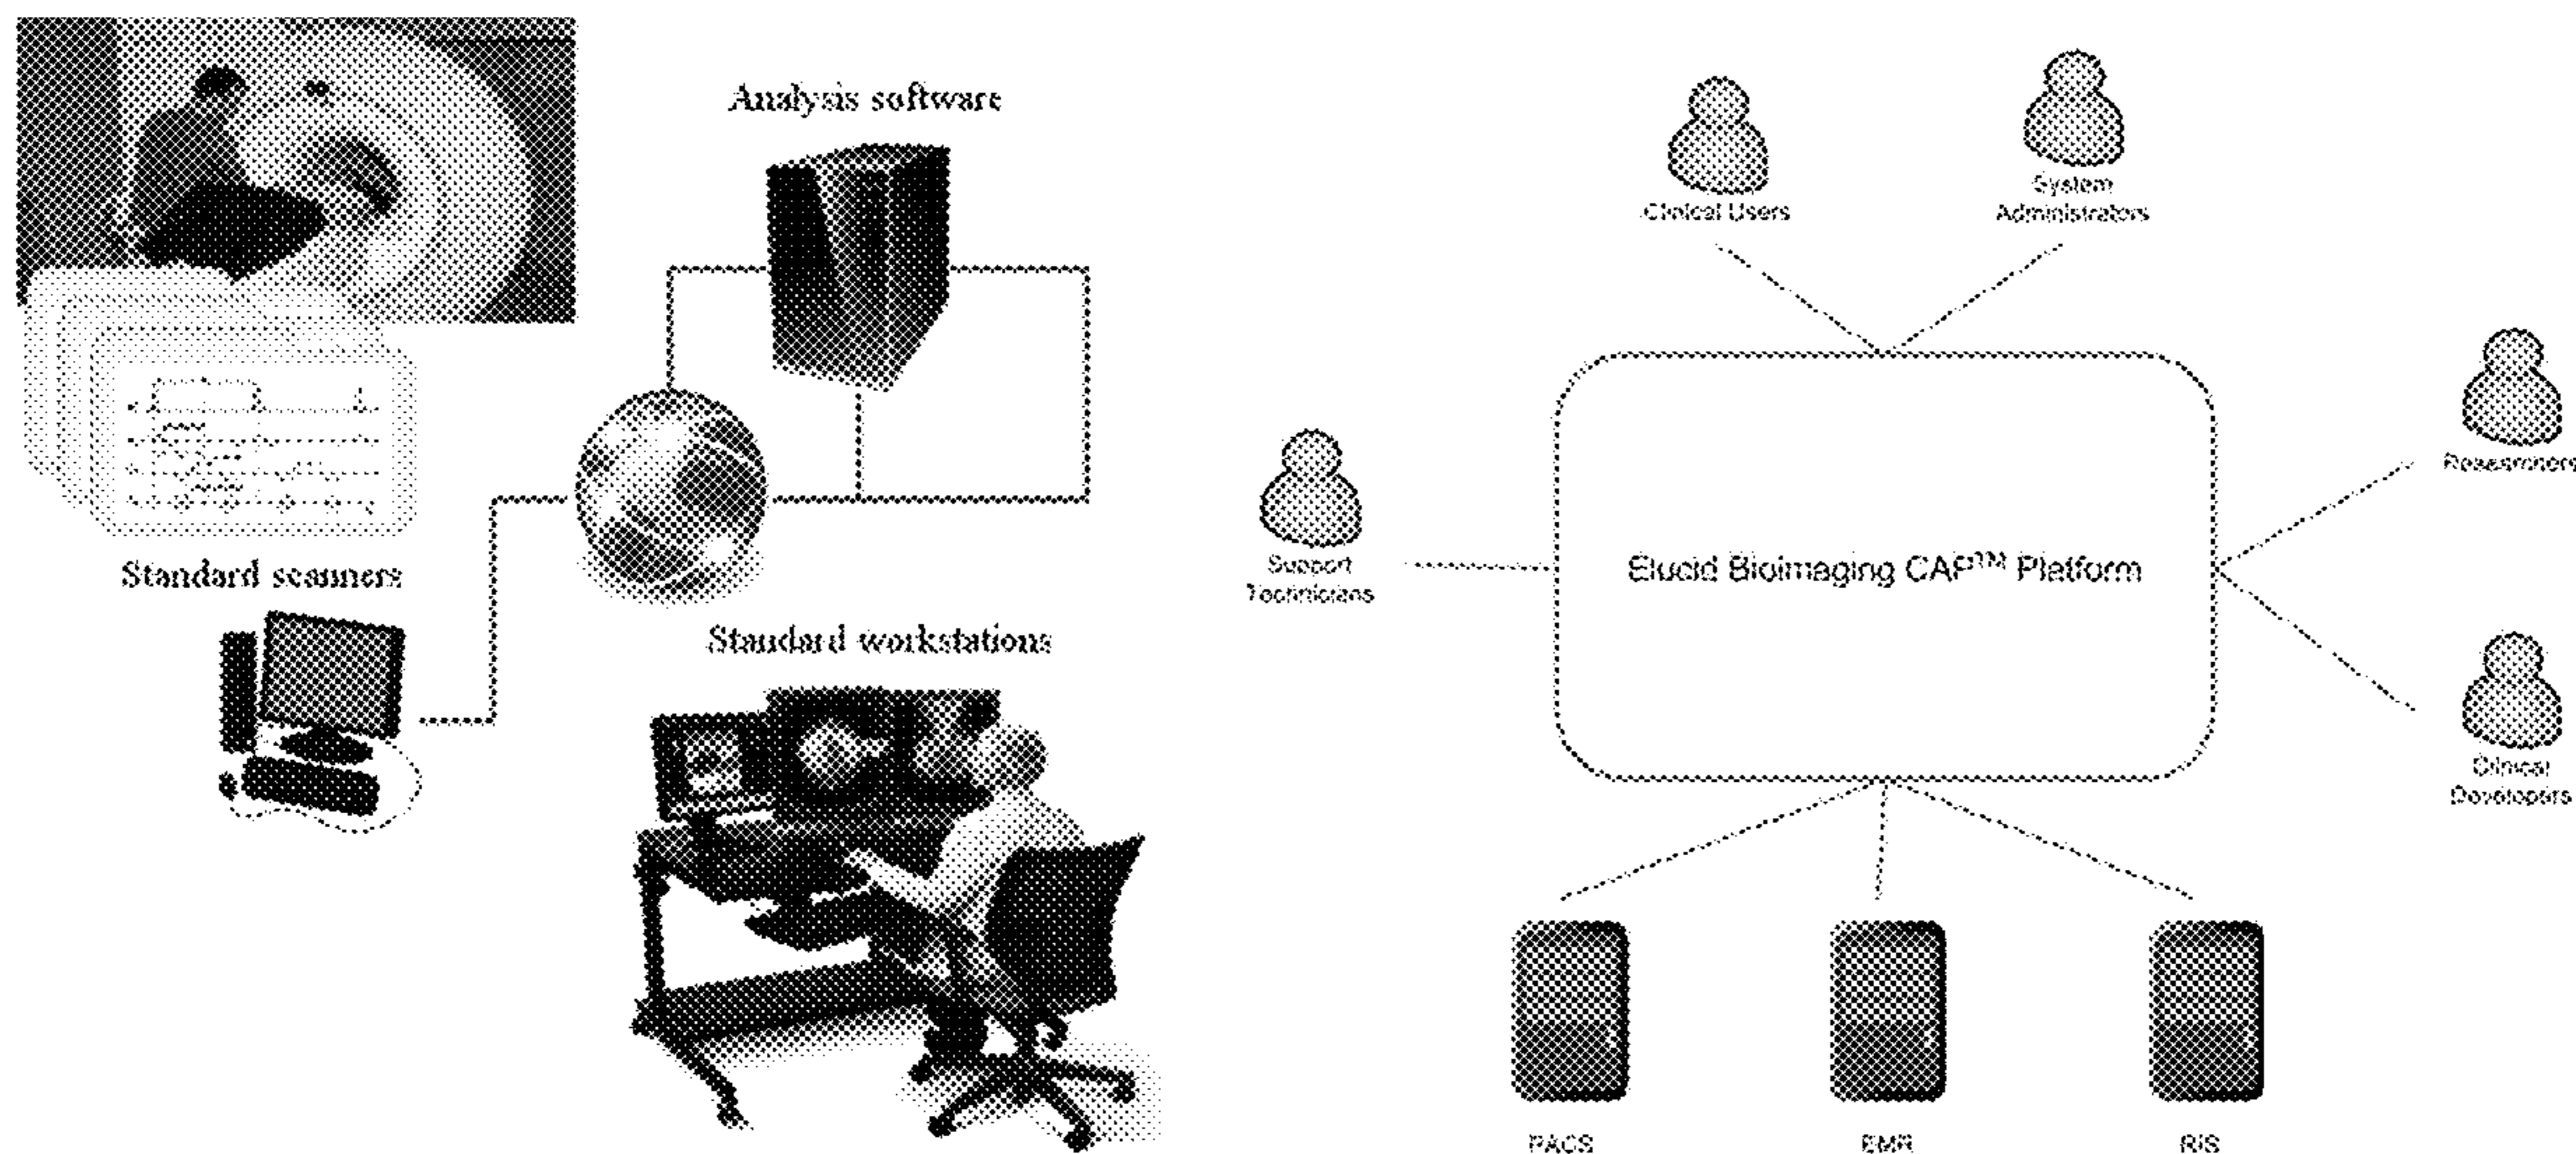 Analysis software
Standard scanners
Standard workstations
Clinical Users
System
Administrators
Researchers
Support
Technicians
Elucid Bioimaging CAP™ Platform
Clinical
Developers
PACS
EMR
RIS